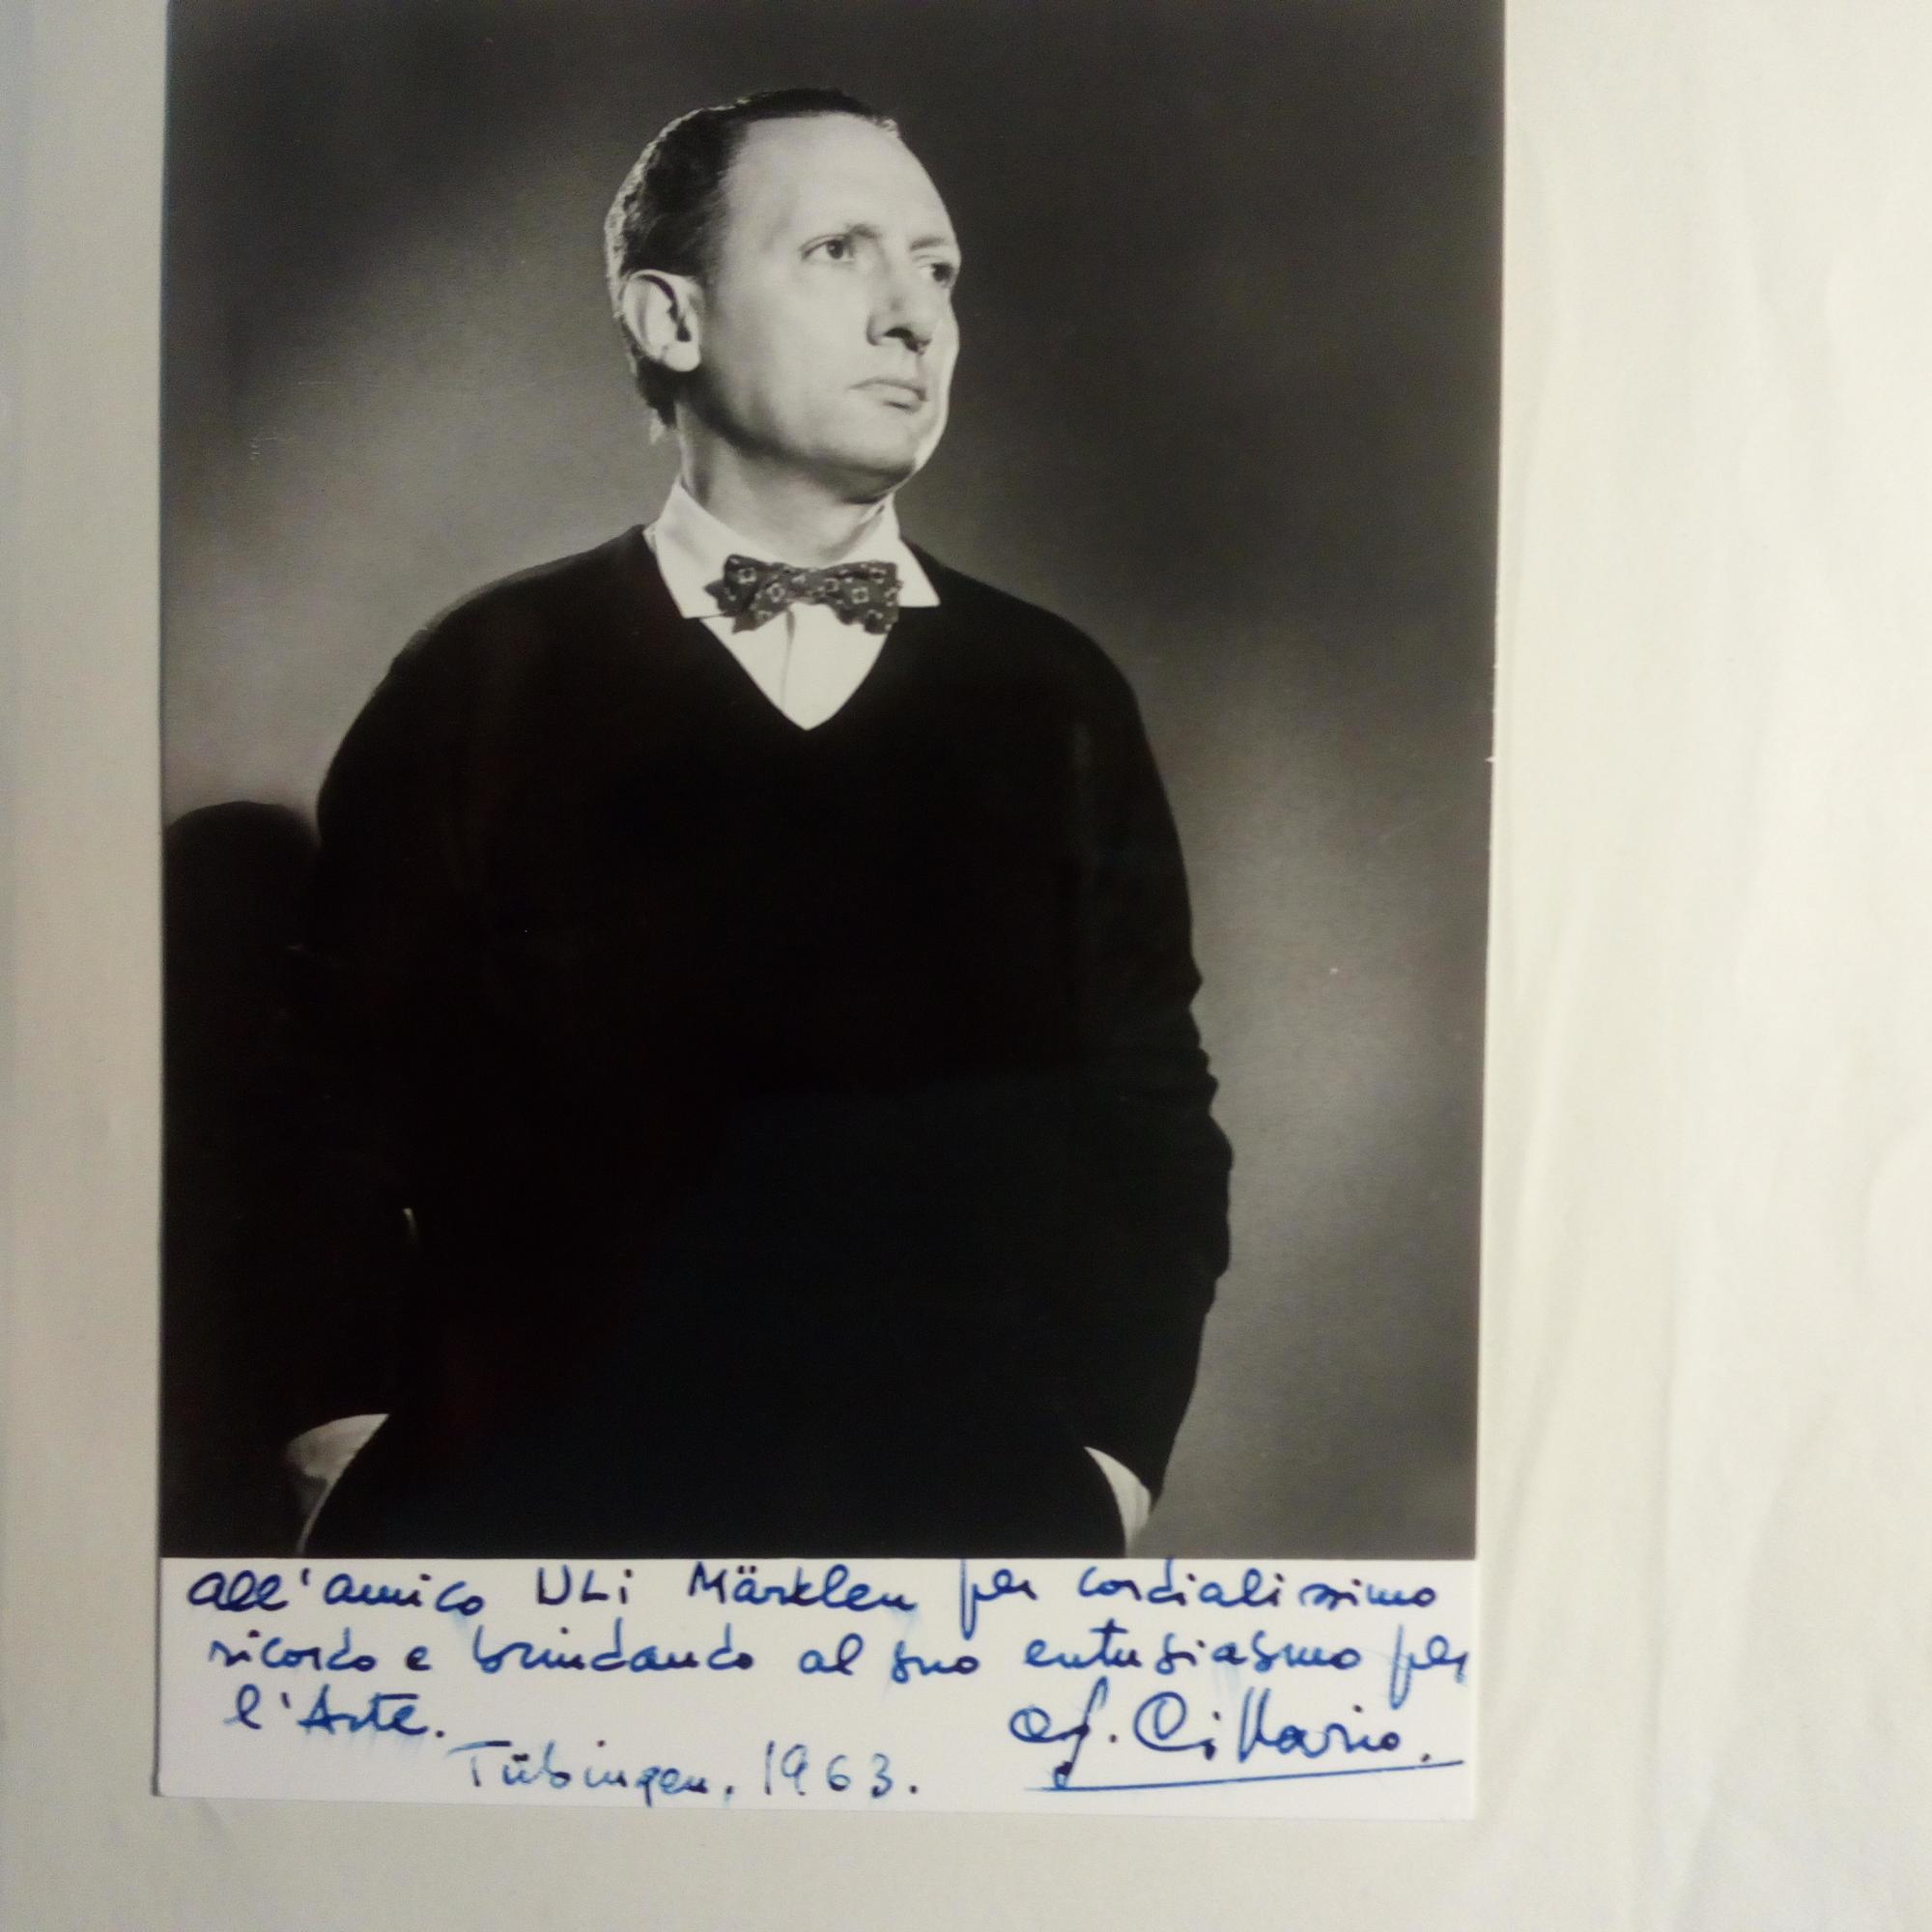 all'amico ULi Märklen per cordialissimo
ricordo e brindando al suo entusiasmo per
l'Arte.
Tübingen. 1963.